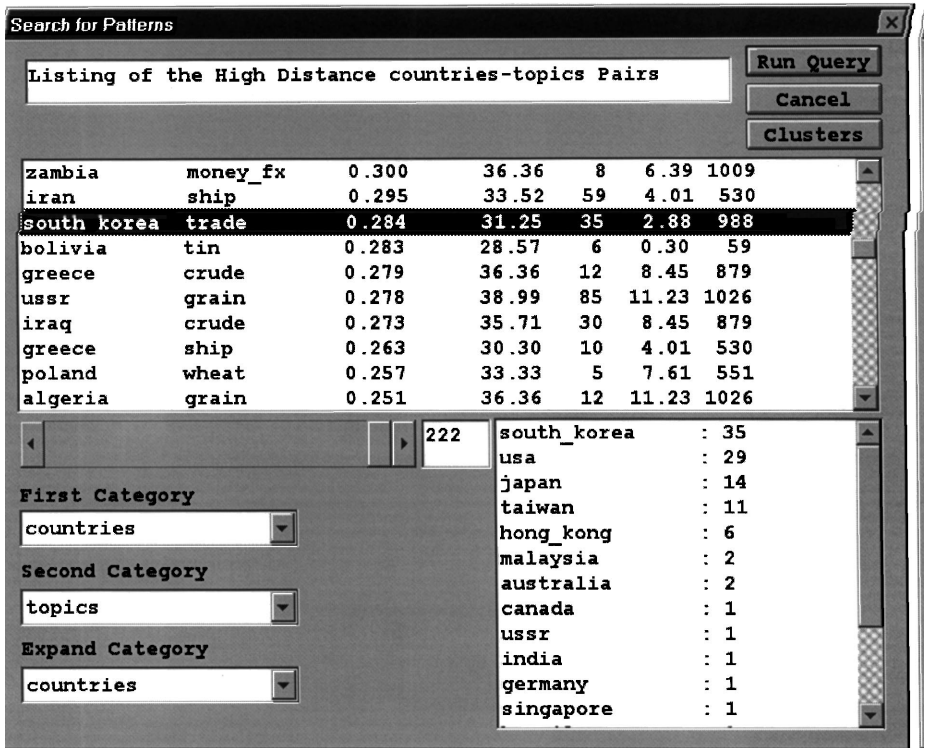 Search for Patterns
Listing of the High Distance countries-topics Pairs
Run Query
Cancel
Clusters
zambia money_fx 0.300 36.36 8 6.39 1009
iran ship 0.295 33.52 59 4.01 530
south korea trade 0.284 31.25 35 2.88 988
bolivia tin 0.283 28.57 6 0.30 59
greece crude 0.279 36.36 12 8.45 879
ussr grain 0.278 38.99 85 11.23 1026
iraq crude 0.273 35.71 30 8.45 879
greece ship 0.263 30.30 10 4.01 530
poland wheat 0.257 33.33 5 7.61 551
algeria grain 0.251 36.36 12 11.23 1026
222
First Category
countries
Second Category
topics
Expand Category
countries
south_korea : 35
usa : 29
japan : 14
taiwan : 11
hong_kong : 6
malaysia : 2
australia : 2
canada : 1
ussr : 1
india : 1
germany : 1
singapore : 1